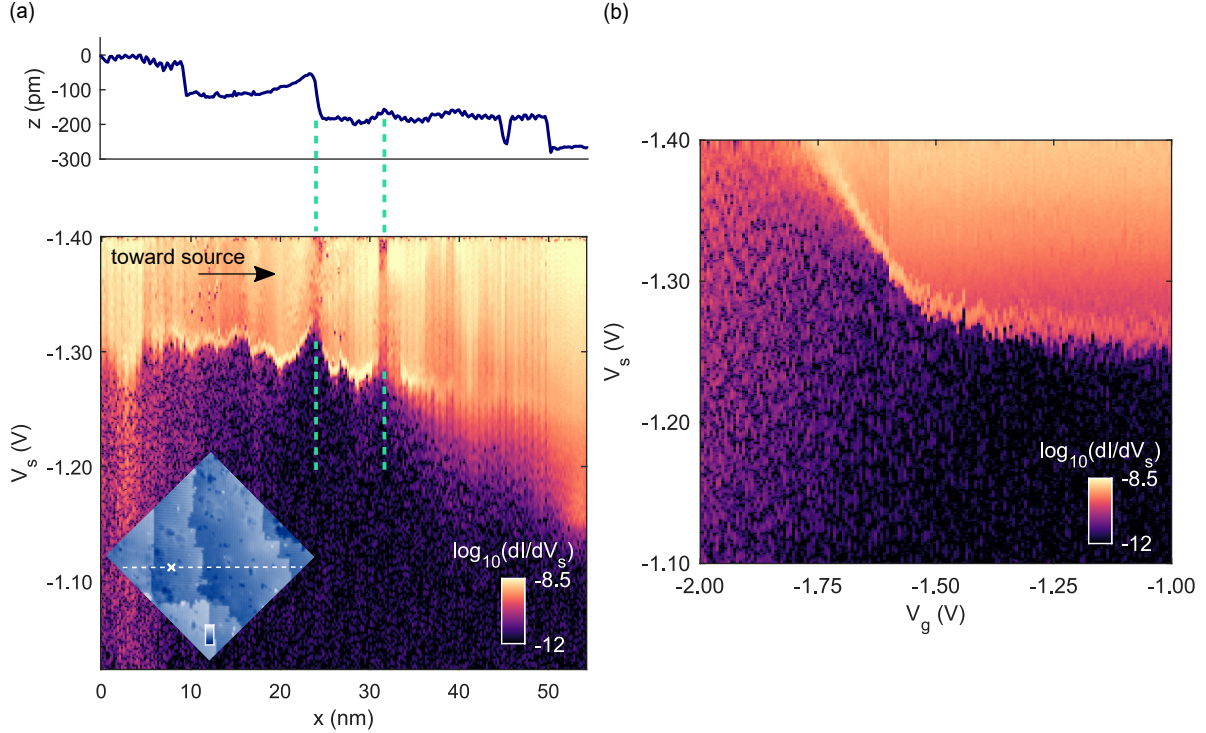 (a)
0
-100
-200
-300
z (pm)
toward source
-1.40
-1.30
-1.20
-1.10
V_s (V)
log_10(dI/dV_s)
-8.5
-12
0
10
20
30
40
50
x (nm)
(b)
-1.40
-1.30
-1.20
-1.10
V_s (V)
log_10(dI/dV_s)
-8.5
-12
-2.00
-1.75
-1.50
-1.25
-1.00
V_g (V)